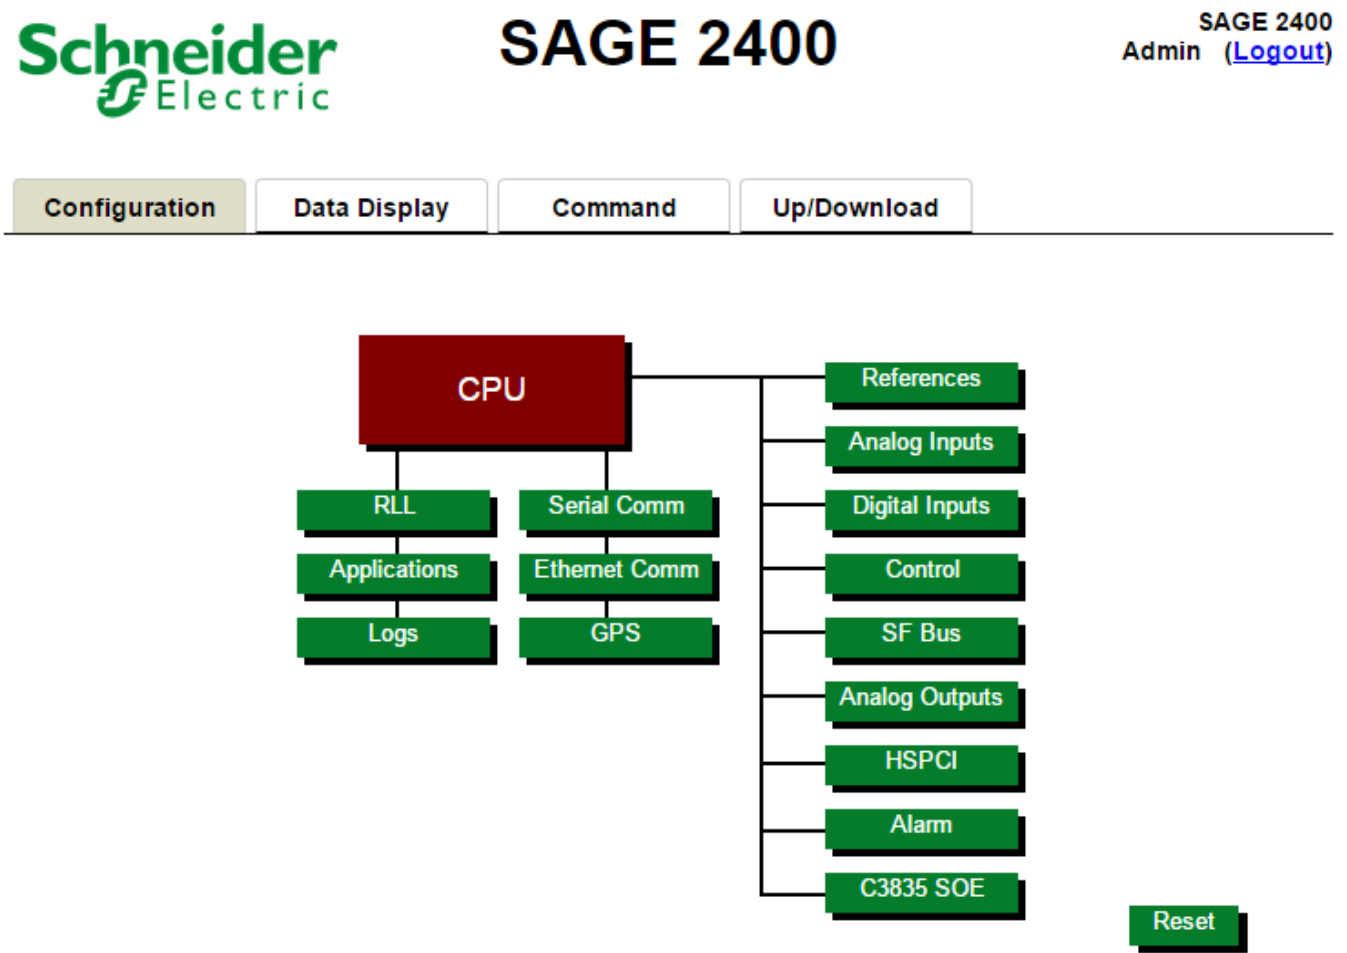 Schneider
Electric
SAGE 2400
SAGE 2400
Admin (Logout)
Configuration
Data Display
Command
Up/Download
CPU
RLL
Applications
Logs
Serial Comm
Ethernet Comm
GPS
References
Analog Inputs
Digital Inputs
Control
SF Bus
Analog Outputs
HSPCI
Alarm
C3835 SOE
Reset